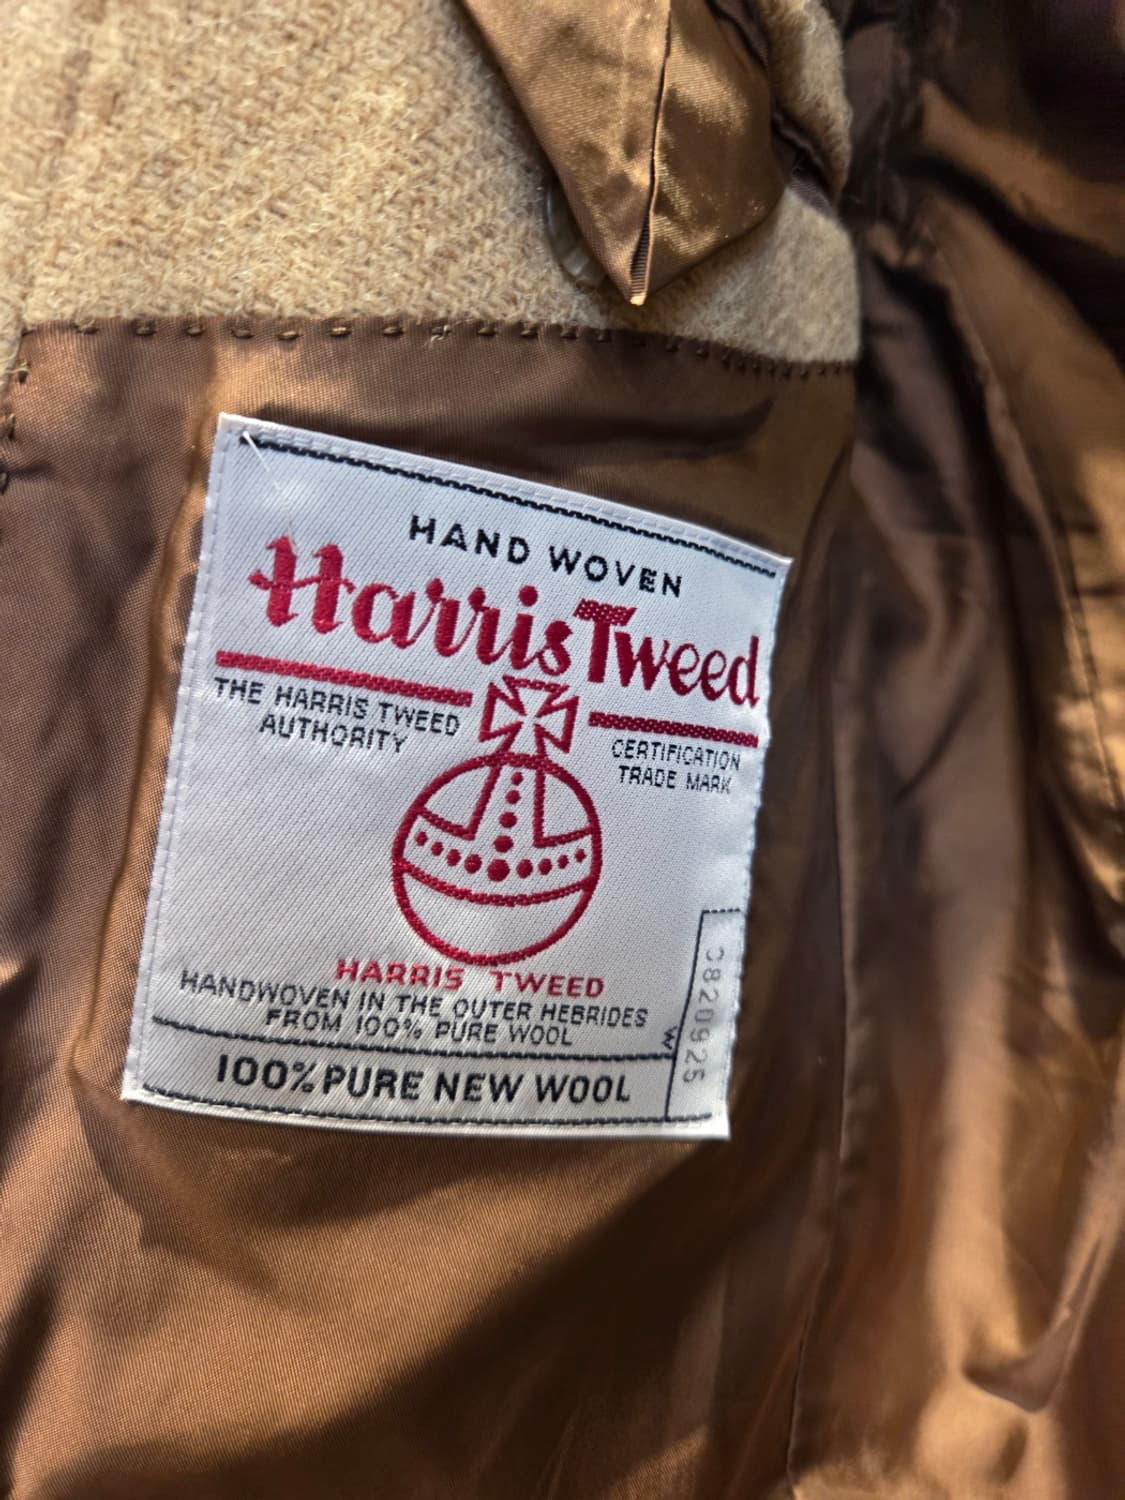 HAND WOVEN
Harris Tweed
THE HARRIS TWEED
AUTHORITY
CERTIFICATION
TRADE MARK
HARRIS TWEED
HANDWOVEN IN THE OUTER HEBRIDES
FROM 100% PURE WOOL
100% PURE NEW WOOL
W
3820925